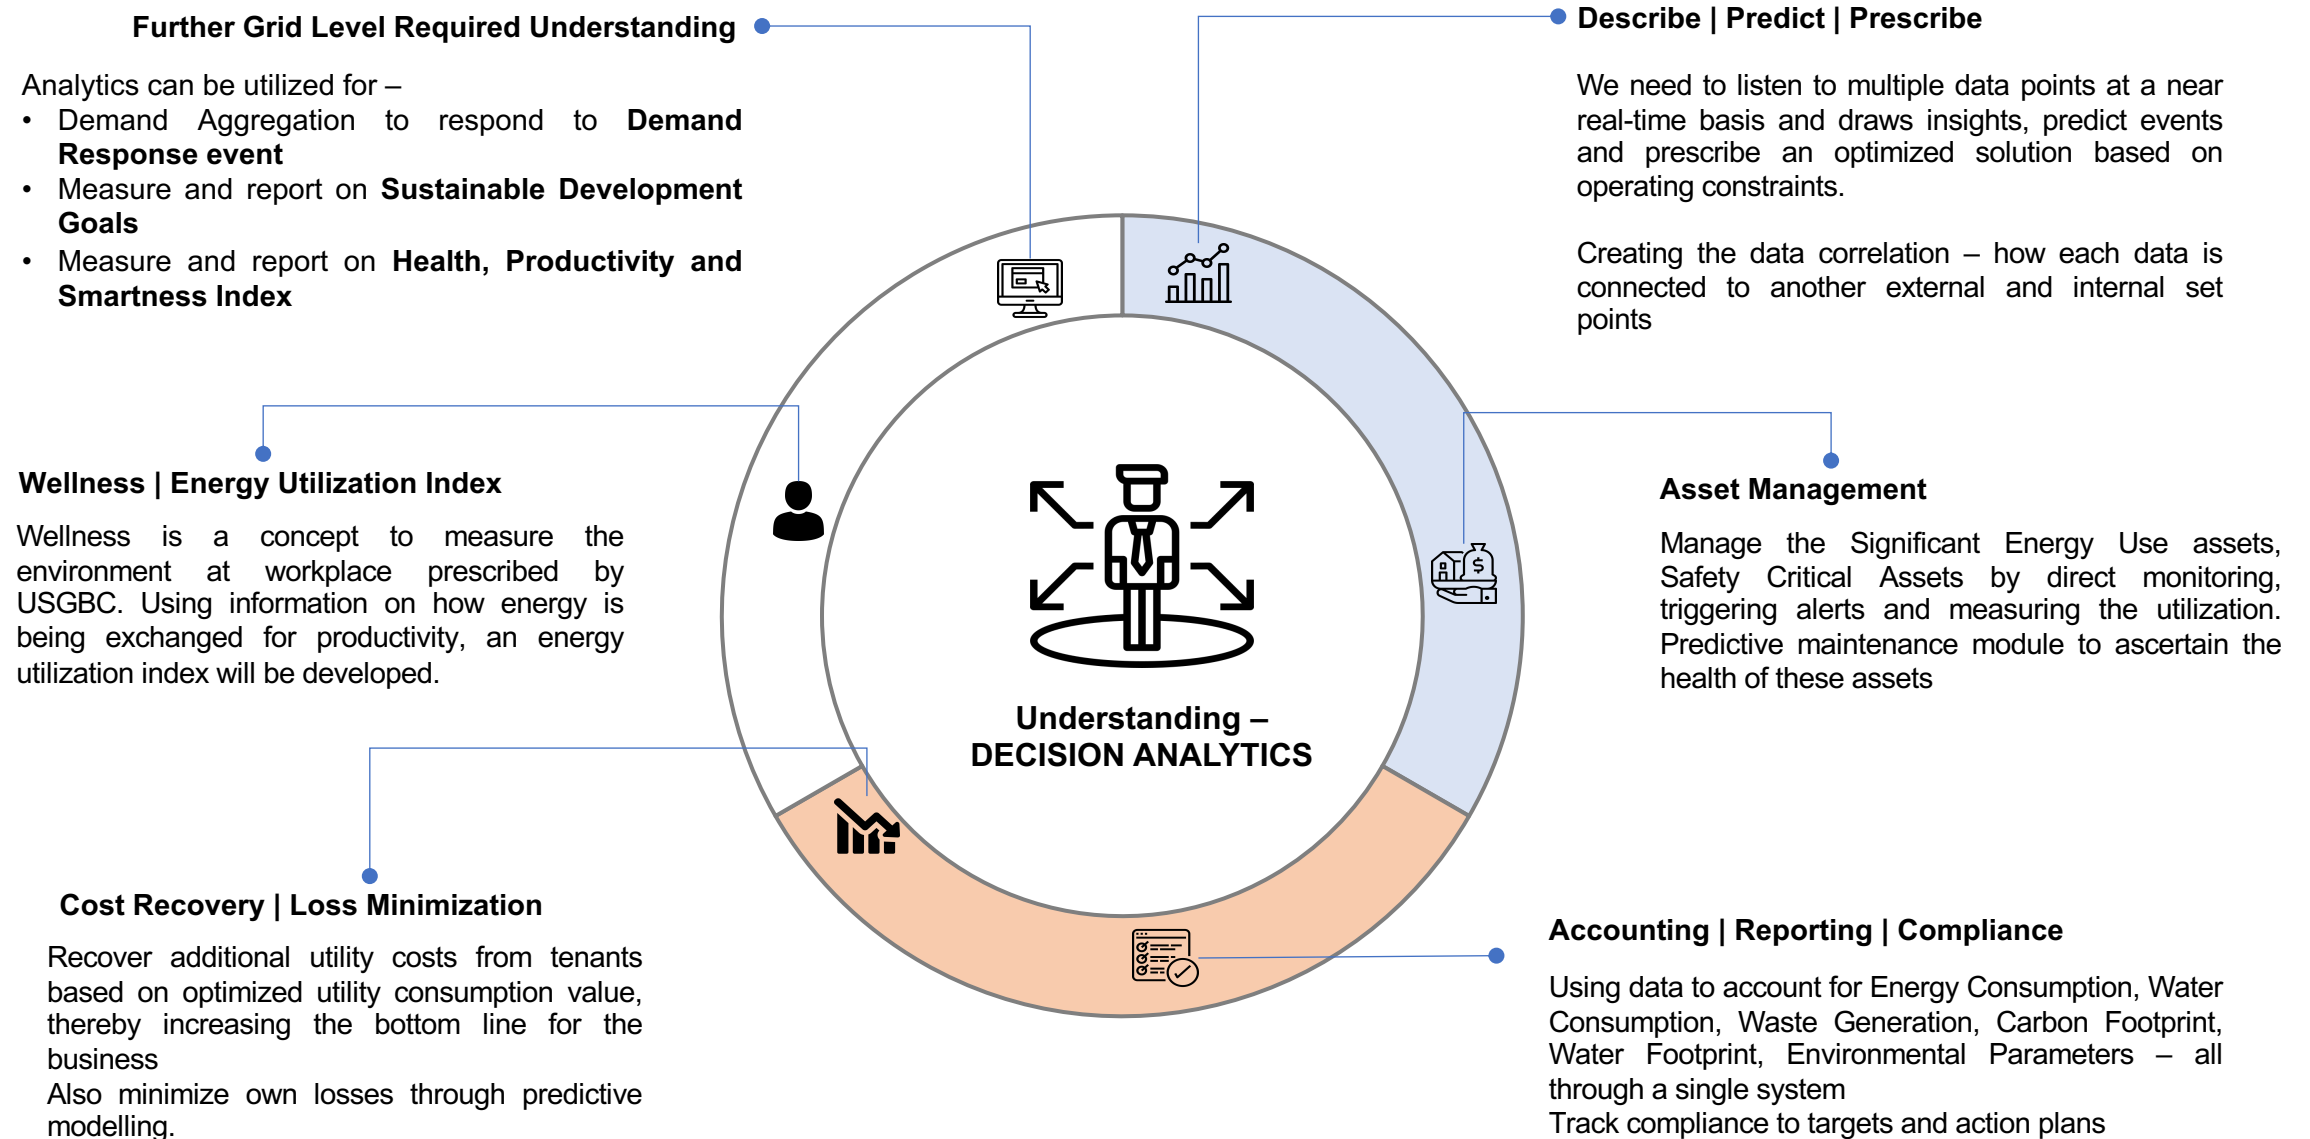 Further Grid Level Required Understanding
Analytics can be utilized for –
• Demand Aggregation to respond to Demand
Response event
• Measure and report on Sustainable Development
Goals
• Measure and report on Health, Productivity and
Smartness Index
Describe | Predict | Prescribe
We need to listen to multiple data points at a near
real-time basis and draws insights, predict events
and prescribe an optimized solution based on
operating constraints.
Creating the data correlation – how each data is
connected to another external and internal set
points
Wellness | Energy Utilization Index
Wellness is a concept to measure the
environment at workplace prescribed by
USGBC. Using information on how energy is
being exchanged for productivity, an energy
utilization index will be developed.
Asset Management
Manage the Significant Energy Use assets,
Safety Critical Assets by direct monitoring,
triggering alerts and measuring the utilization.
Predictive maintenance module to ascertain the
health of these assets
$
Understanding –
DECISION ANALYTICS
Cost Recovery | Loss Minimization
Recover additional utility costs from tenants
based on optimized utility consumption value,
thereby increasing the bottom line for the
business
Also minimize own losses through predictive
modelling.
Accounting | Reporting | Compliance
Using data to account for Energy Consumption, Water
Consumption, Waste Generation, Carbon Footprint,
Water Footprint, Environmental Parameters – all
through a single system
Track compliance to targets and action plans